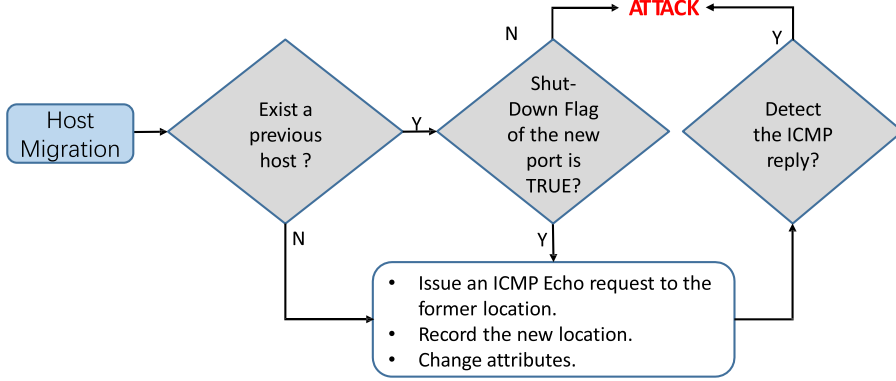 Host
Migration
Exist a
previous
host ?
Y
N
Shut-
Down Flag
of the new
port is
TRUE?
N
Y
ATTACK
Detect
the ICMP
reply?
Y
• Issue an ICMP Echo request to the
former location.
• Record the new location.
• Change attributes.